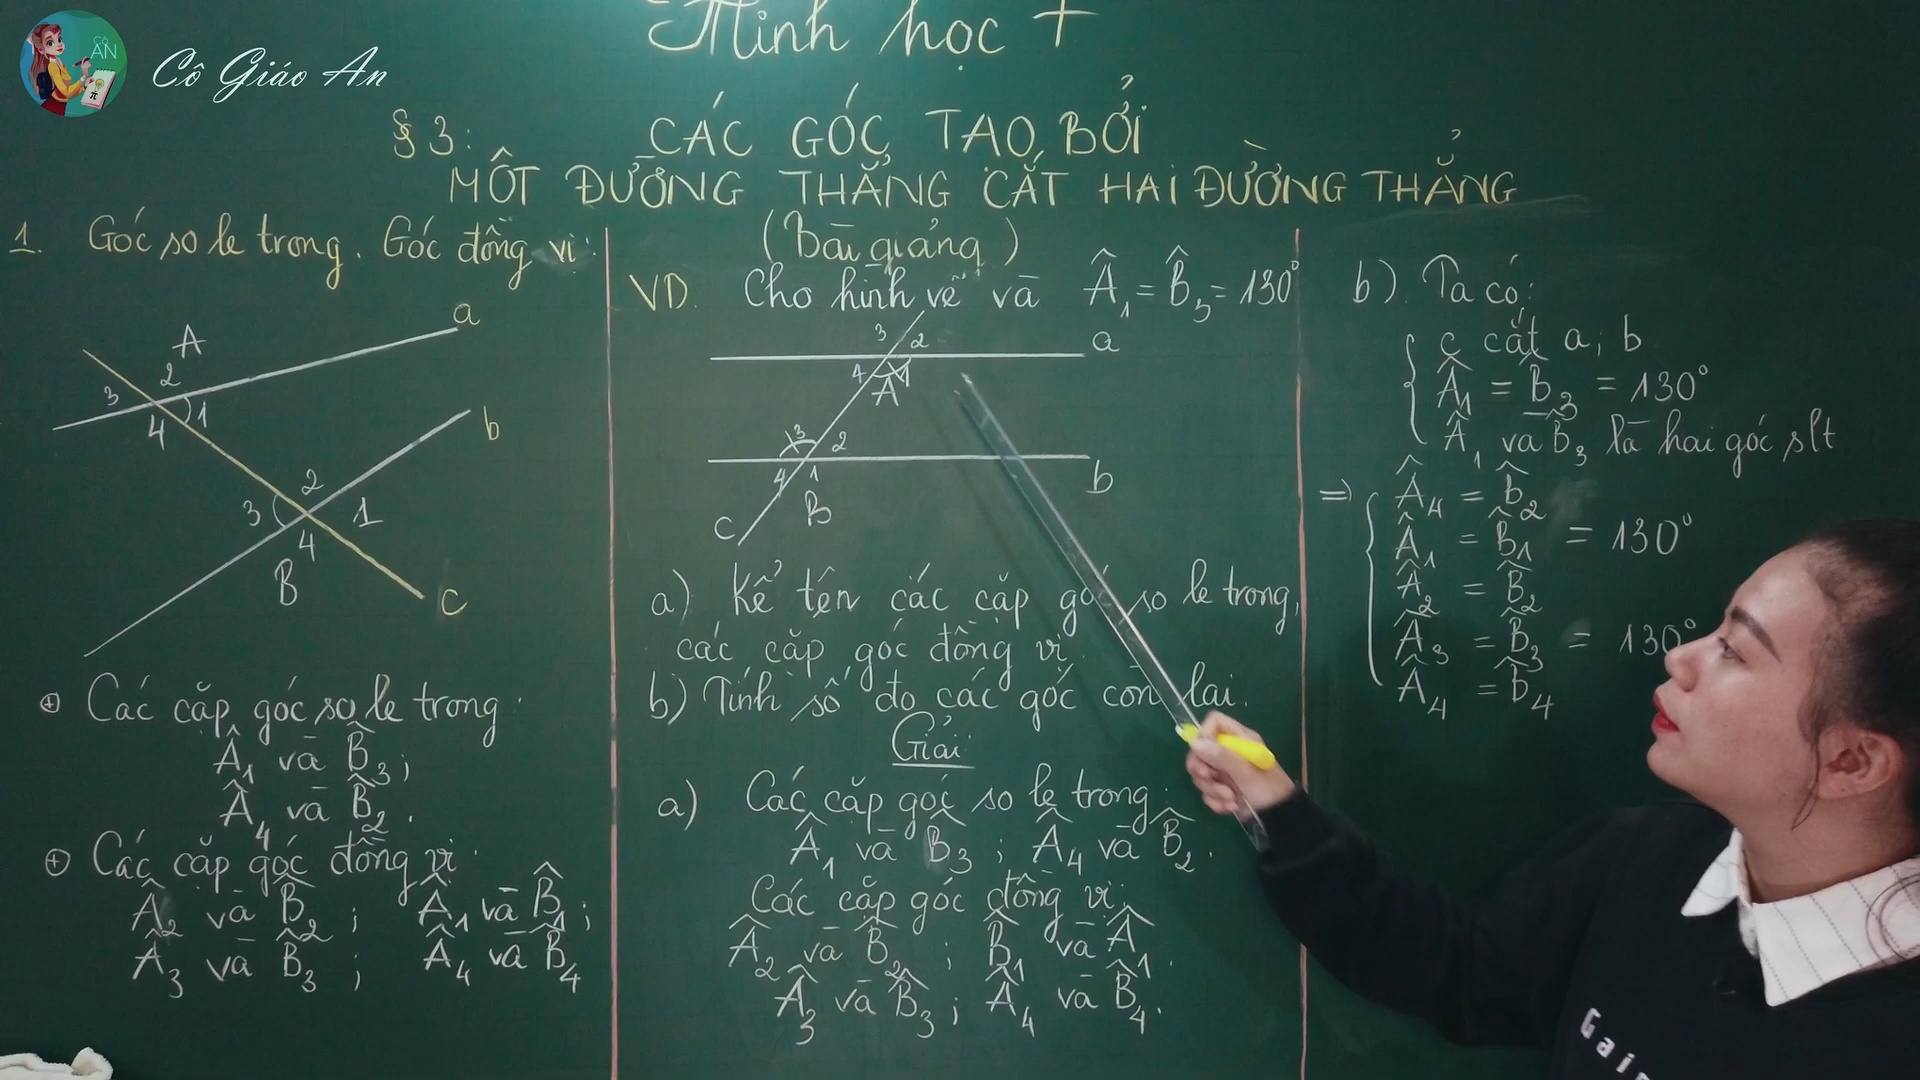 Cô Giáo An
CÔ
AN
Hình học 7
§3: CÁC GÓC TẠO BỞI
MỘT ĐƯỜNG THẲNG CẮT HAI ĐƯỜNG THẲNG
(Bài giảng)
1. Góc so le trong. Góc đồng vị:
A
a
3 2
4 1
b
3 2 1
4
B
c
⊕ Các cặp góc so le trong:
Â₁ và B̂₃;
Â₄ và B̂₂.
⊕ Các cặp góc đồng vị:
Â₂ và B̂₂; Â₁ và B̂₁;
Â₃ và B̂₃; Â₄ và B̂₄
VD. Cho hình vẽ và Â₁ = B̂₃ = 130°
3 2 a
4 1
A
3 2
4 1 b
B
c
a) Kể tên các cặp góc so le trong,
các cặp góc đồng vị.
b) Tính số đo các góc còn lại.
Giải:
a) Các cặp góc so le trong:
Â₁ và B̂₃; Â₄ và B̂₂.
Các cặp góc đồng vị:
Â₂ và B̂₂; B̂₁ và Â₁.
Â₃ và B̂₃; Â₄ và B̂₄.
b). Ta có:
c cắt a; b
Â₁ = B̂₃ = 130°
Â₁ và B̂₃ là hai góc slt
=> Â₄ = b̂₂
Â₁ = B̂₁ = 130°
Â₂ = B̂₂
Â₃ = B̂₃ = 130°
Â₄ = b̂₄